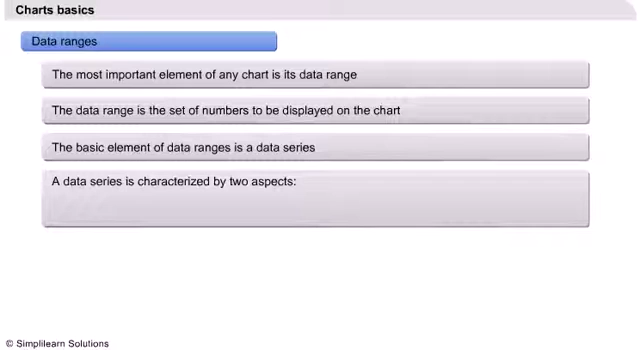 Charts basics
Data ranges
The most important element of any chart is its data range
The data range is the set of numbers to be displayed on the chart
The basic element of data ranges is a data series
A data series is characterized by two aspects:
© Simplilearn Solutions